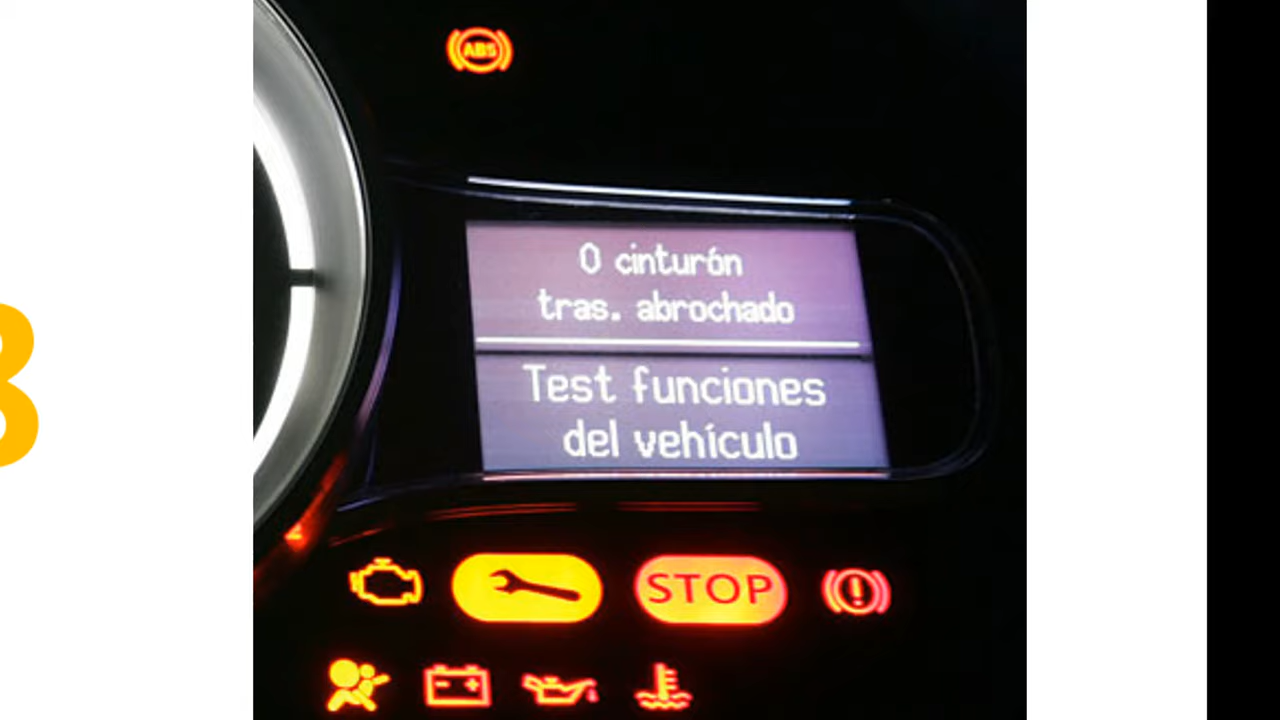 ABS
0 cinturón
tras. abrochado
Test funciones
del vehículo
STOP